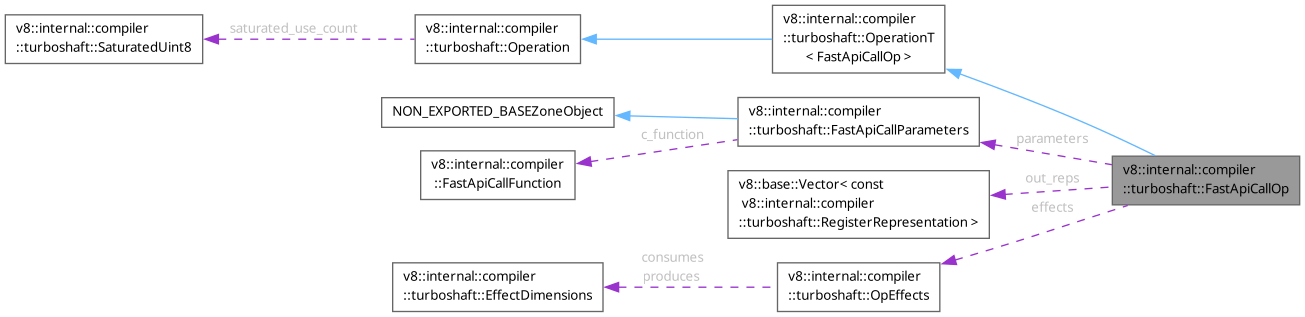 v8::internal::compiler
::turboshaft::SaturatedUint8
saturated_use_count
v8::internal::compiler
::turboshaft::Operation
v8::internal::compiler
::turboshaft::OperationT
< FastApiCallOp >
NON_EXPORTED_BASEZoneObject
v8::internal::compiler
::turboshaft::FastApiCallParameters
c_function
parameters
v8::internal::compiler
::FastApiCallFunction
v8::internal::compiler
::turboshaft::FastApiCallOp
v8::base::Vector< const
v8::internal::compiler
::turboshaft::RegisterRepresentation >
out_reps
effects
v8::internal::compiler
::turboshaft::EffectDimensions
consumes
produces
v8::internal::compiler
::turboshaft::OpEffects